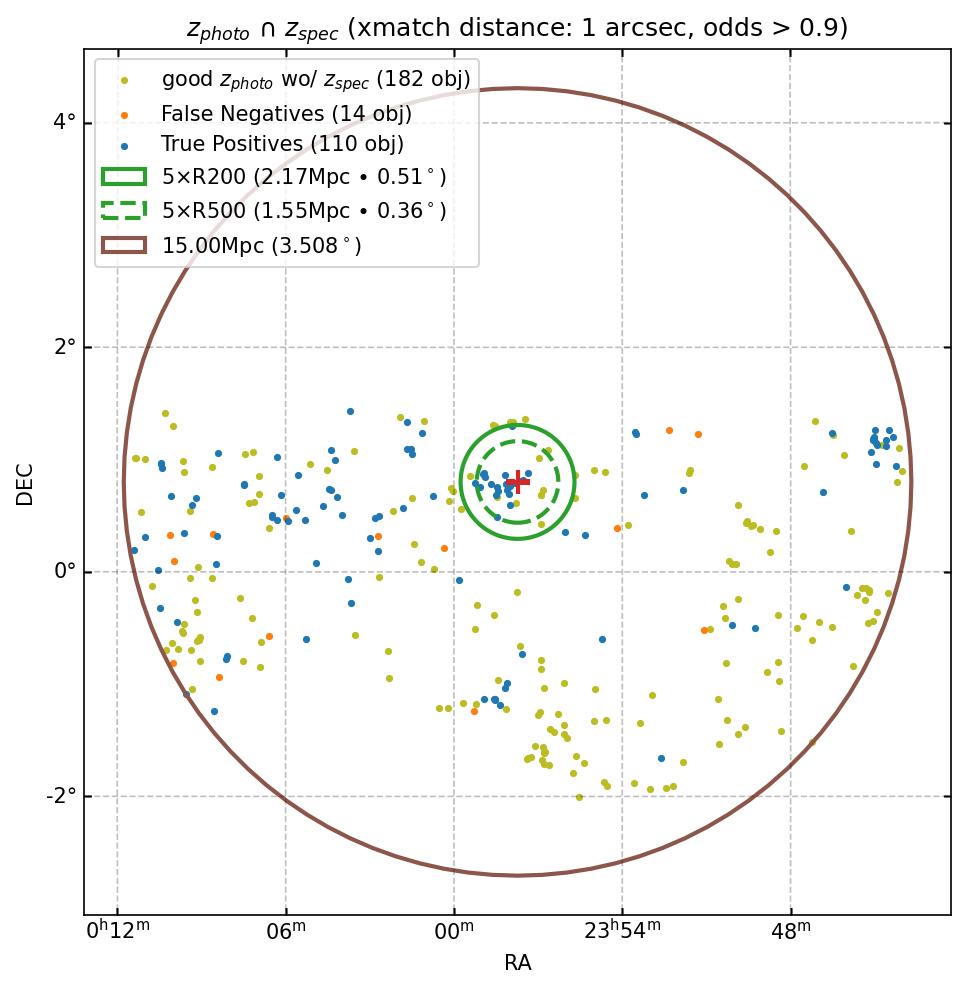 z_photo ∩ z_spec (xmatch distance: 1 arcsec, odds > 0.9)
good z_photo wo/ z_spec (182 obj)
False Negatives (14 obj)
True Positives (110 obj)
5×R200 (2.17Mpc • 0.51°)
5×R500 (1.55Mpc • 0.36°)
15.00Mpc (3.508°)
4°
2°
0°
-2°
DEC
0ʰ12ᵐ 06ᵐ 00ᵐ 23ʰ54ᵐ 48ᵐ
RA